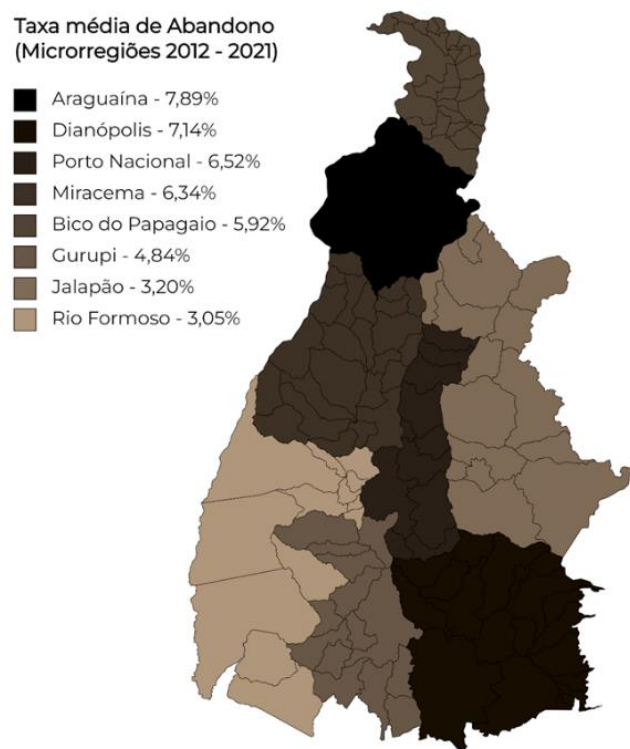 Taxa média de Abandono
(Microrregiões 2012 - 2021)
Araguaína - 7,89%
Dianópolis - 7,14%
Porto Nacional - 6,52%
Miracema - 6,34%
Bico do Papagaio - 5,92%
Gurupi - 4,84%
Jalapão - 3,20%
Rio Formoso - 3,05%